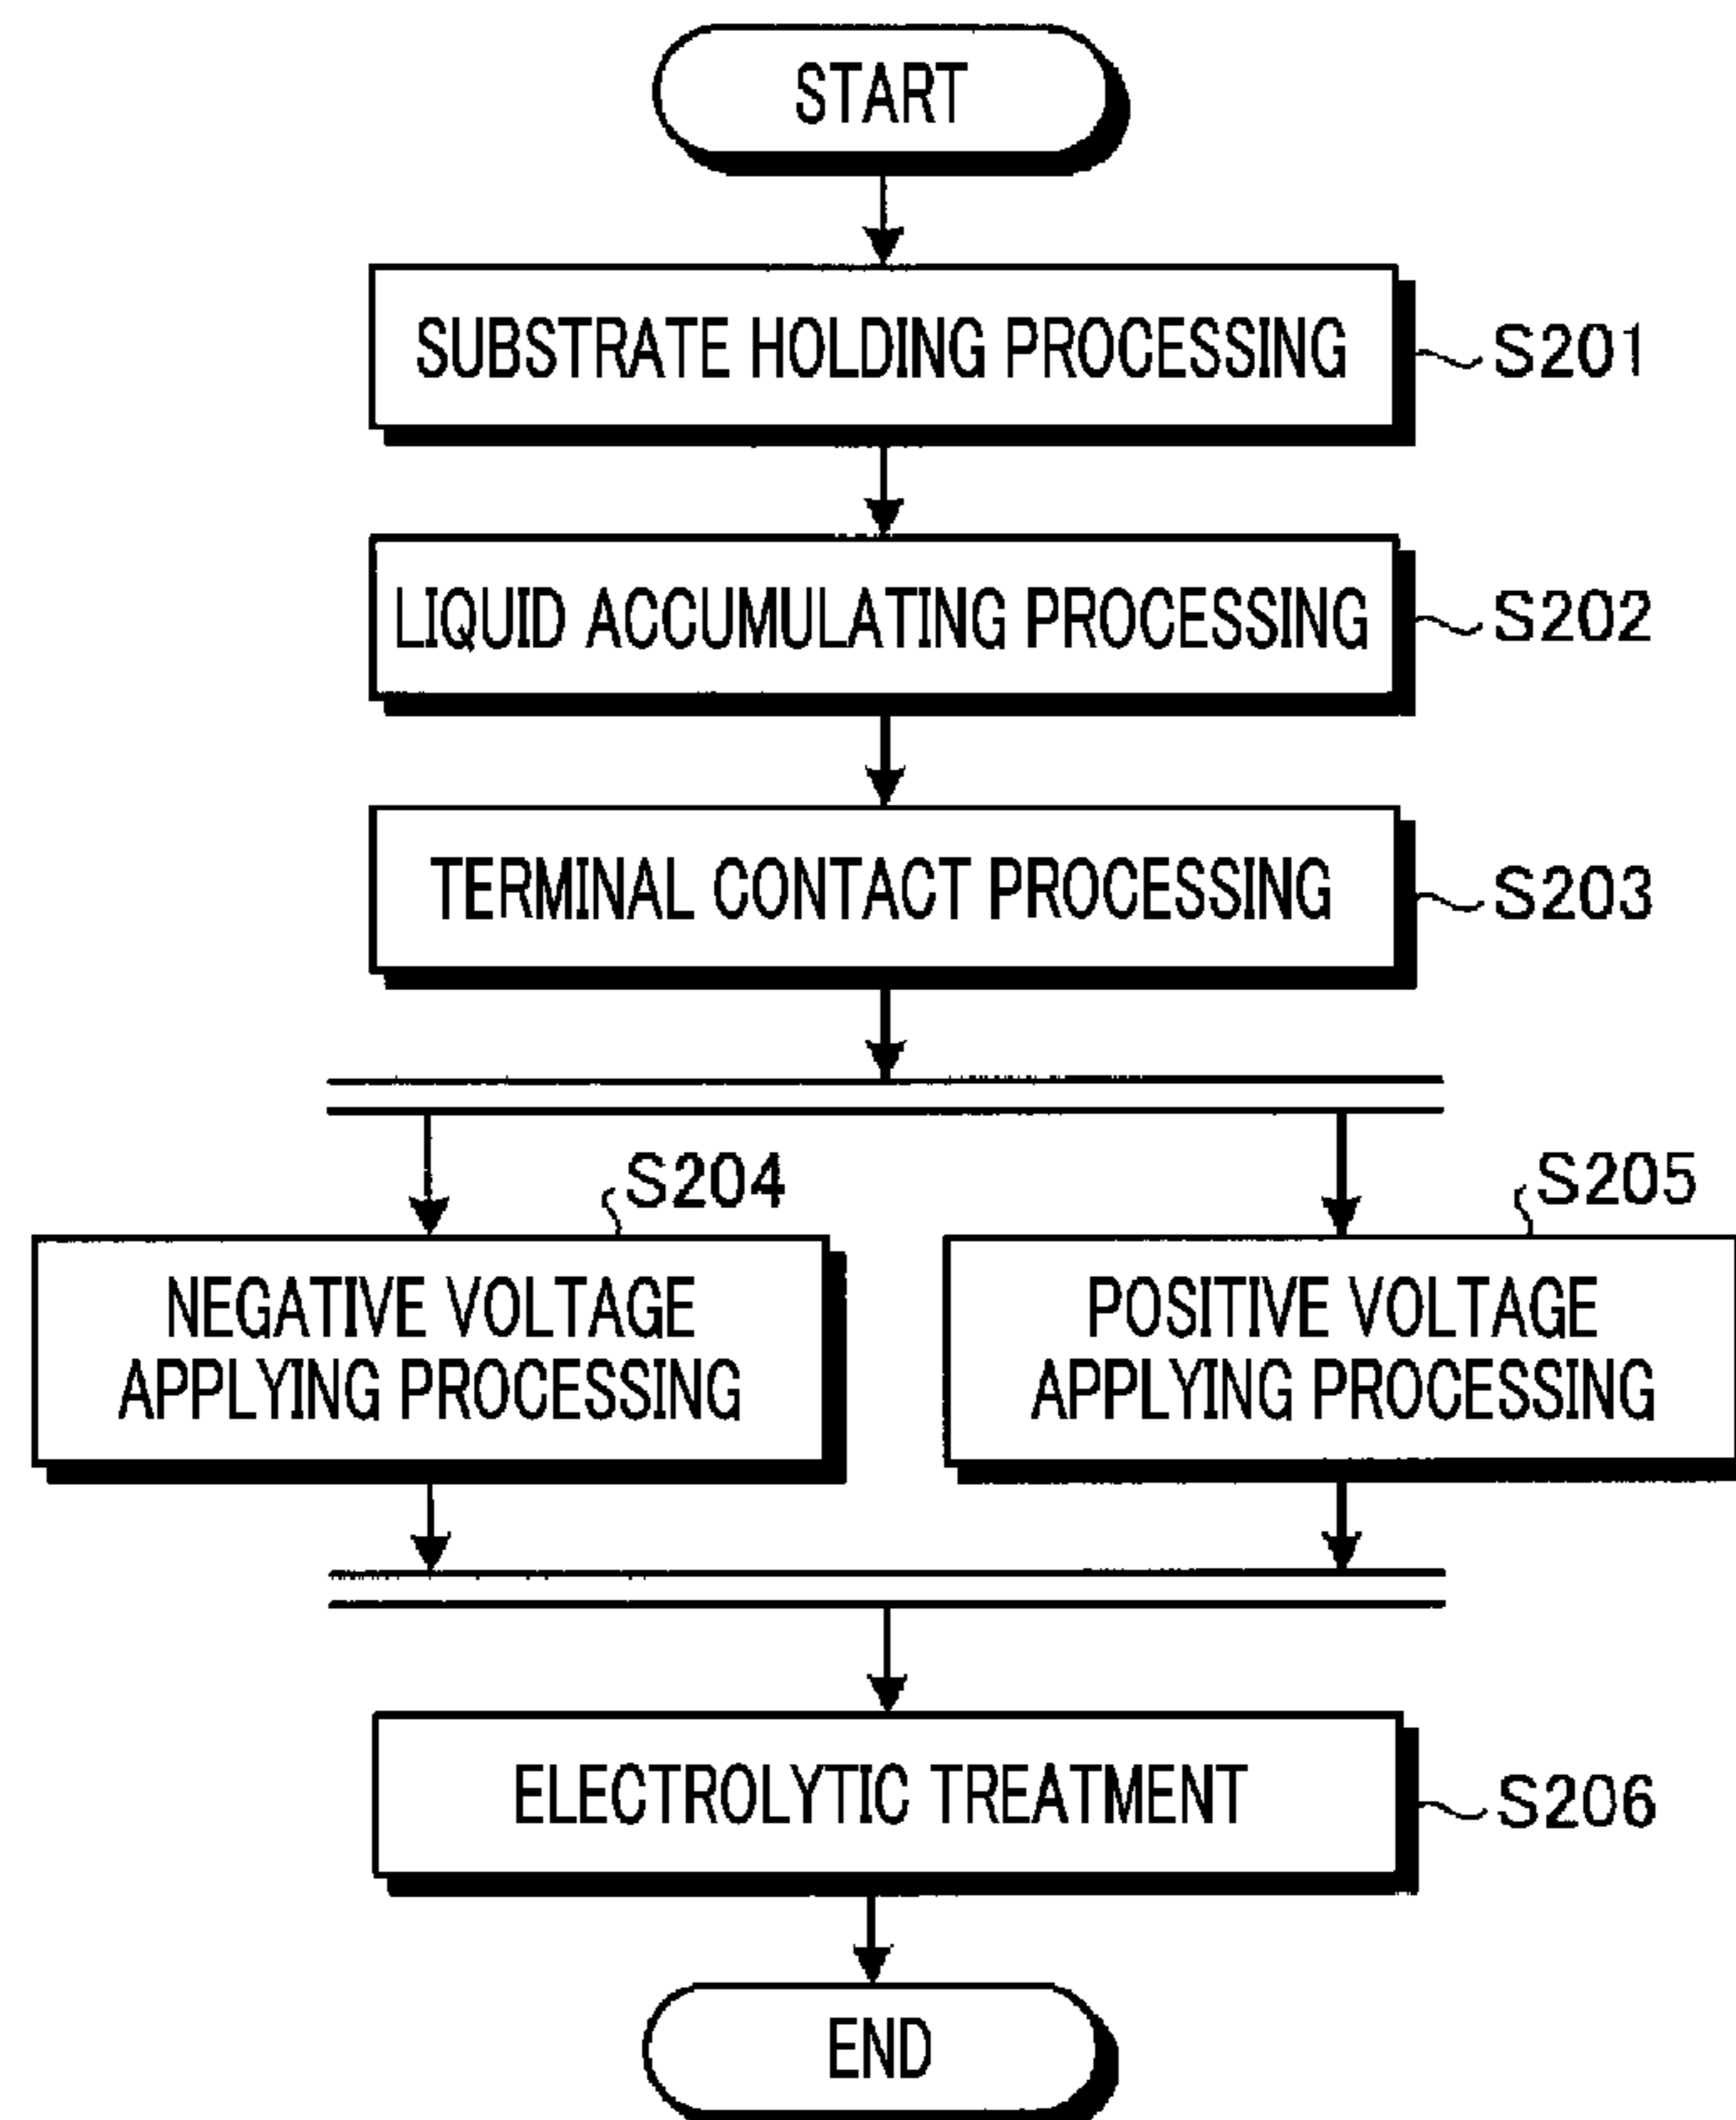 START
SUBSTRATE HOLDING PROCESSING
S201
LIQUID ACCUMULATING PROCESSING
S202
TERMINAL CONTACT PROCESSING
S203
S204
NEGATIVE VOLTAGE
APPLYING PROCESSING
S205
POSITIVE VOLTAGE
APPLYING PROCESSING
ELECTROLYTIC TREATMENT
S206
END